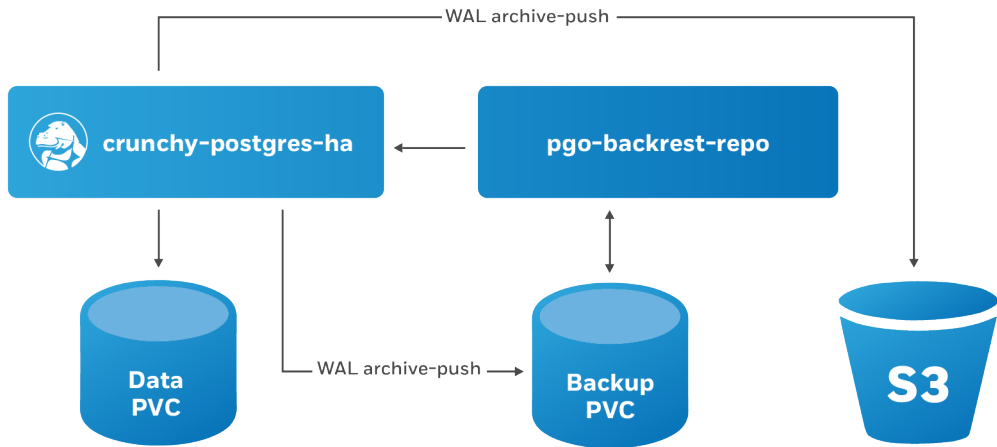 WAL archive-push
crunchy-postgres-ha
pgo-backrest-repo
WAL archive-push
Data
PVC
Backup
PVC
S3